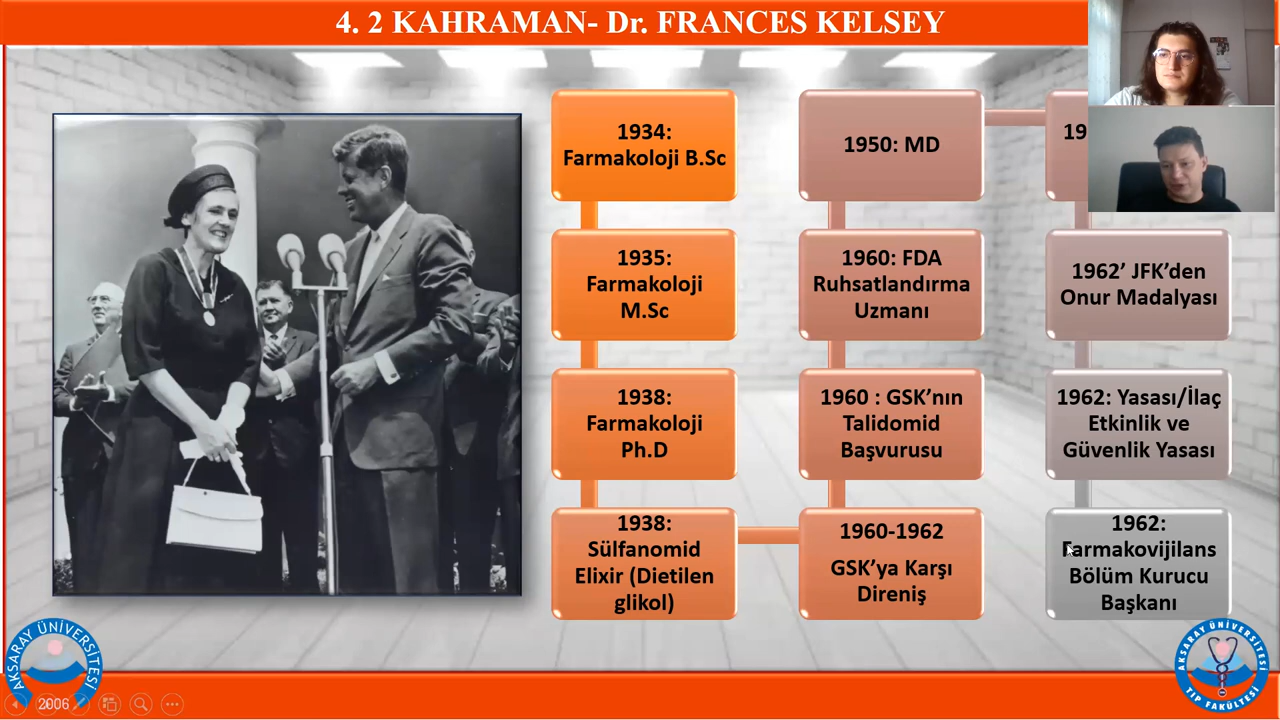 4. 2 KAHRAMAN- Dr. FRANCES KELSEY
1934:
Farmakoloji B.Sc
1935:
Farmakoloji
M.Sc
1938:
Farmakoloji
Ph.D
1938:
Sülfanomid
Elixir (Dietilen
glikol)
1950: MD
1960: FDA
Ruhsatlandırma
Uzmanı
1960 : GSK’nın
Talidomid
Başvurusu
1960-1962
GSK’ya Karşı
Direniş
19
1962’ JFK’den
Onur Madalyası
1962: Yasası/İlaç
Etkinlik ve
Güvenlik Yasası
1962:
Farmakovijilans
Bölüm Kurucu
Başkanı
AKSARAY ÜNİVERSİTESİ
2006
AKSARAY ÜNİVERSİTESİ
TIP FAKÜLTESİ